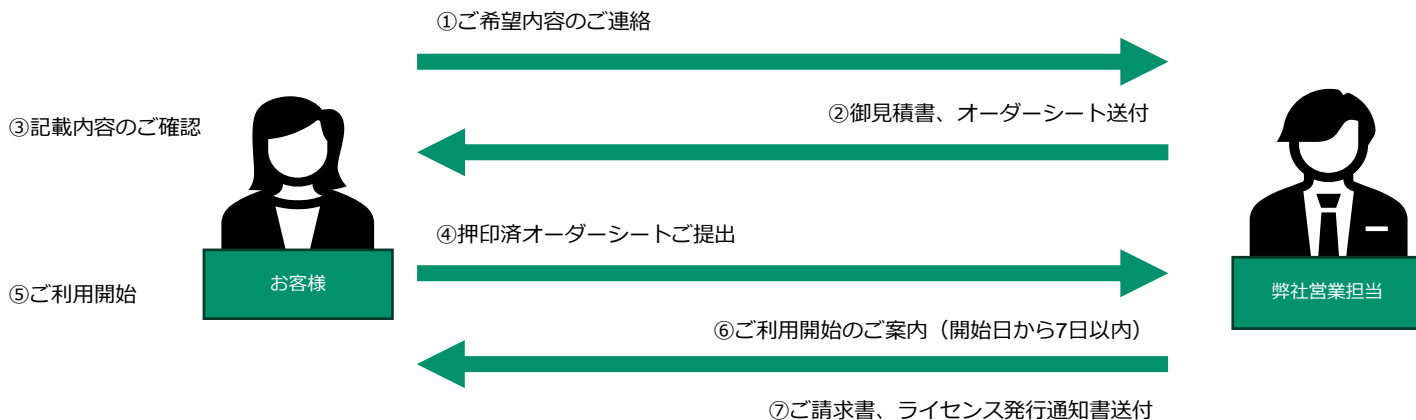 ①ご希望内容のご連絡
②御見積書、オーダーシート送付
③記載内容のご確認
④押印済オーダーシートご提出
お客様
弊社営業担当
⑤ご利用開始
⑥ご利用開始のご案内（開始日から7日以内）
⑦ご請求書、ライセンス発行通知書送付